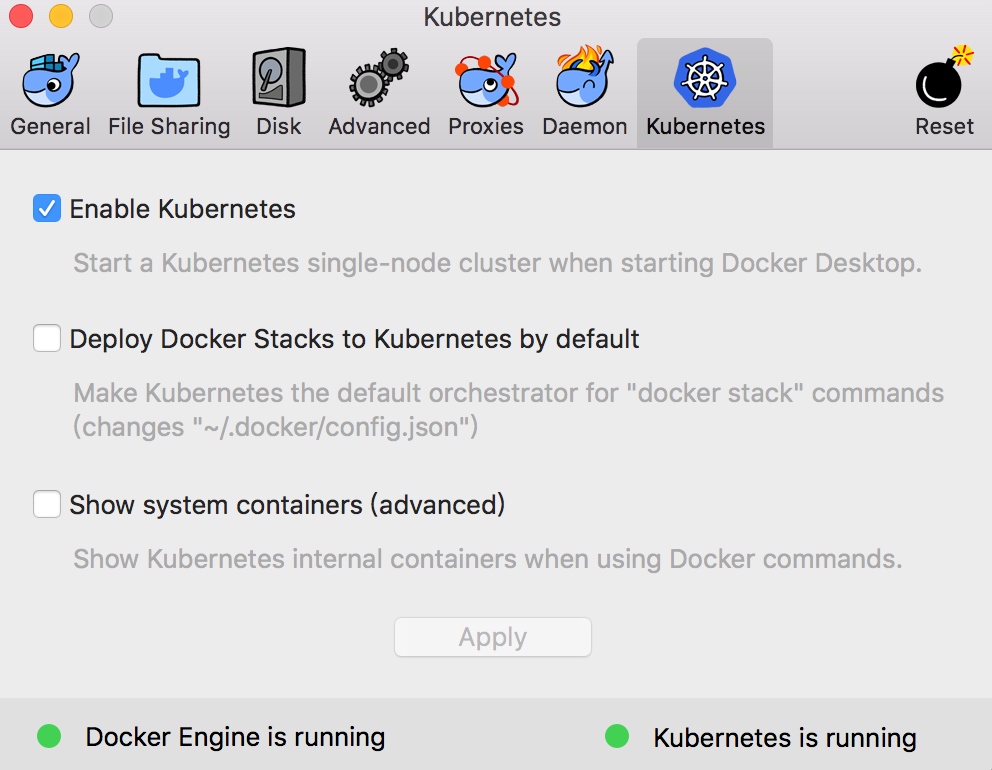 Kubernetes
General File Sharing Disk Advanced Proxies Daemon Kubernetes Reset
Enable Kubernetes
Start a Kubernetes single-node cluster when starting Docker Desktop.
Deploy Docker Stacks to Kubernetes by default
Make Kubernetes the default orchestrator for "docker stack" commands
(changes "~/.docker/config.json")
Show system containers (advanced)
Show Kubernetes internal containers when using Docker commands.
Apply
Docker Engine is running Kubernetes is running